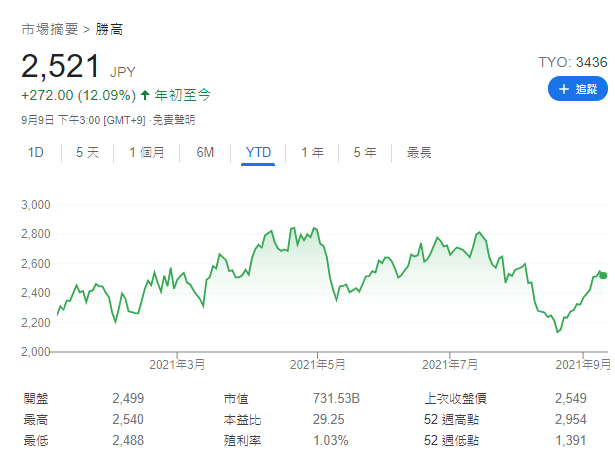 市場摘要 > 勝高
2,521 JPY
TYO: 3436
+272.00 (12.09%) ↑ 年初至今
+ 追蹤
9月9日 下午3:00 [GMT+9] ·免責聲明
1D 5 天 1 個月 6M YTD 1 年 5 年 最長
3,000
2,800
2,600
2,400
2,200
2,000
2021年3月 2021年5月 2021年7月 2021年9月
開盤 2,499 市值 731.53B 上次收盤價 2,549
最高 2,540 本益比 29.25 52 週高點 2,954
最低 2,488 殖利率 1.03% 52 週低點 1,391